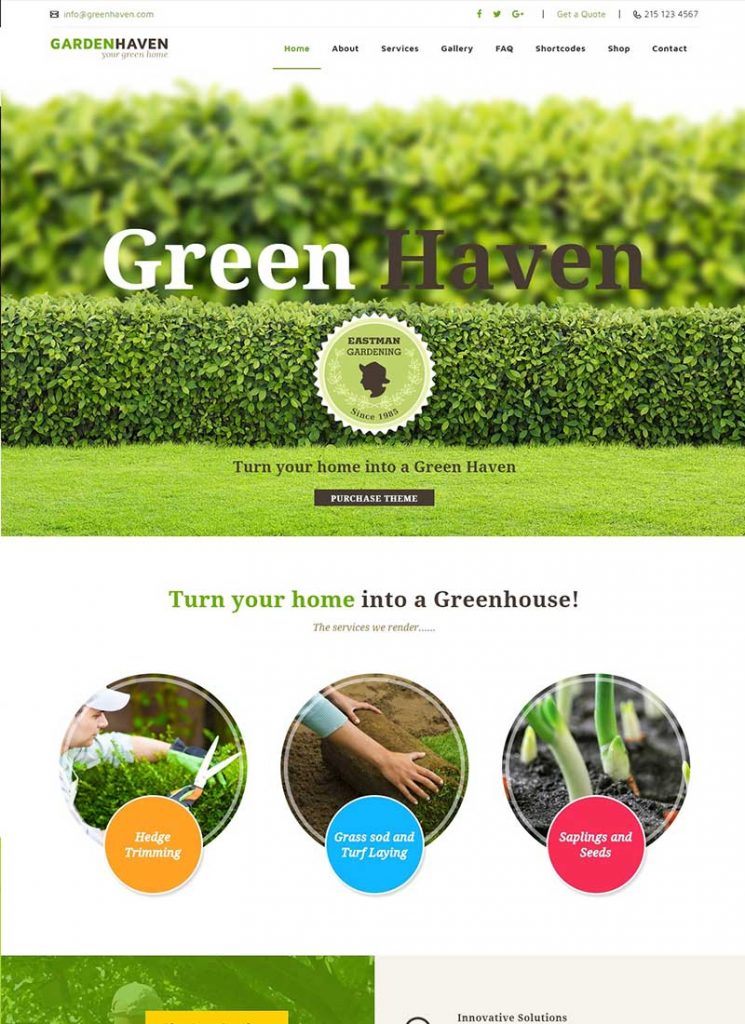 info@greenhaven.com
Get a Quote
215 123 4567
GARDENHAVEN
your green home
Home About Services Gallery FAQ Shortcodes Shop Contact
Green Haven
EASTMAN
GARDENING
Since 1985
Turn your home into a Green Haven
PURCHASE THEME
Turn your home into a Greenhouse!
The services we render......
Hedge
Trimming
Grass sod and
Turf Laying
Saplings and
Seeds
Innovative Solutions